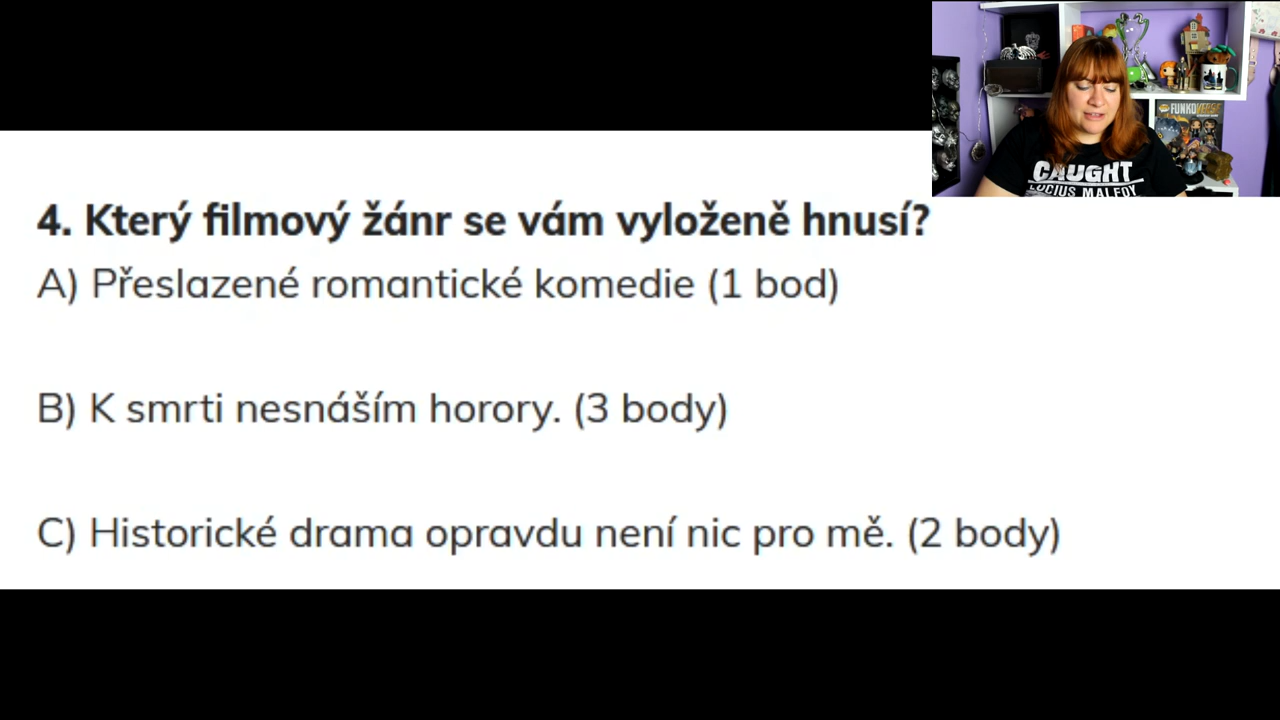 4. Který filmový žánr se vám vyloženě hnusí?
A) Přeslazené romantické komedie (1 bod)
B) K smrti nesnáším horory. (3 body)
C) Historické drama opravdu není nic pro mě. (2 body)
CAUGHT
LUCIUS MALFOY
FUNKOVERSE